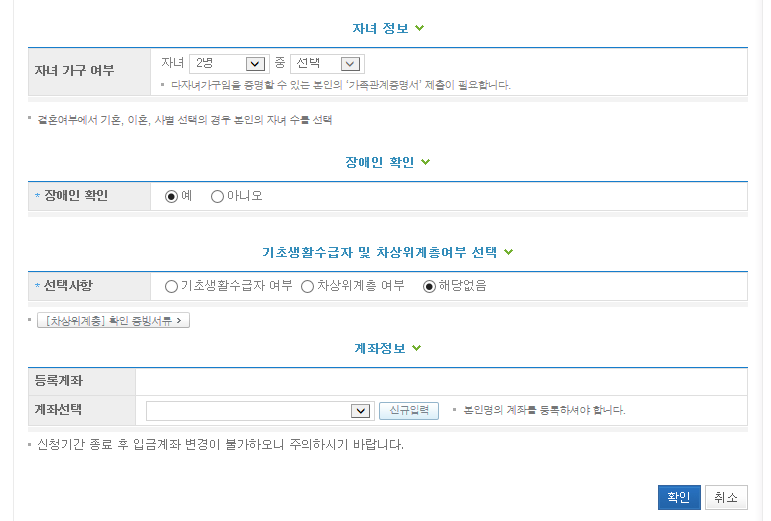 자녀 정보
자녀 가구 여부 자녀 2명 중 선택
다자녀가구임을 증명할 수 있는 본인의 '가족관계증명서' 제출이 필요합니다.
결혼여부에서 기혼, 이혼, 사별 선택의 경우 본인의 자녀 수를 선택
장애인 확인
* 장애인 확인 예 아니오
기초생활수급자 및 차상위계층여부 선택
* 선택사항 기초생활수급자 여부 차상위계층 여부 해당없음
[차상위계층] 확인 증빙서류 >
계좌정보
등록계좌
계좌선택 신규입력 본인명의 계좌를 등록하셔야 합니다.
신청기간 종료 후 입금계좌 변경이 불가하오니 주의하시기 바랍니다.
확인 취소